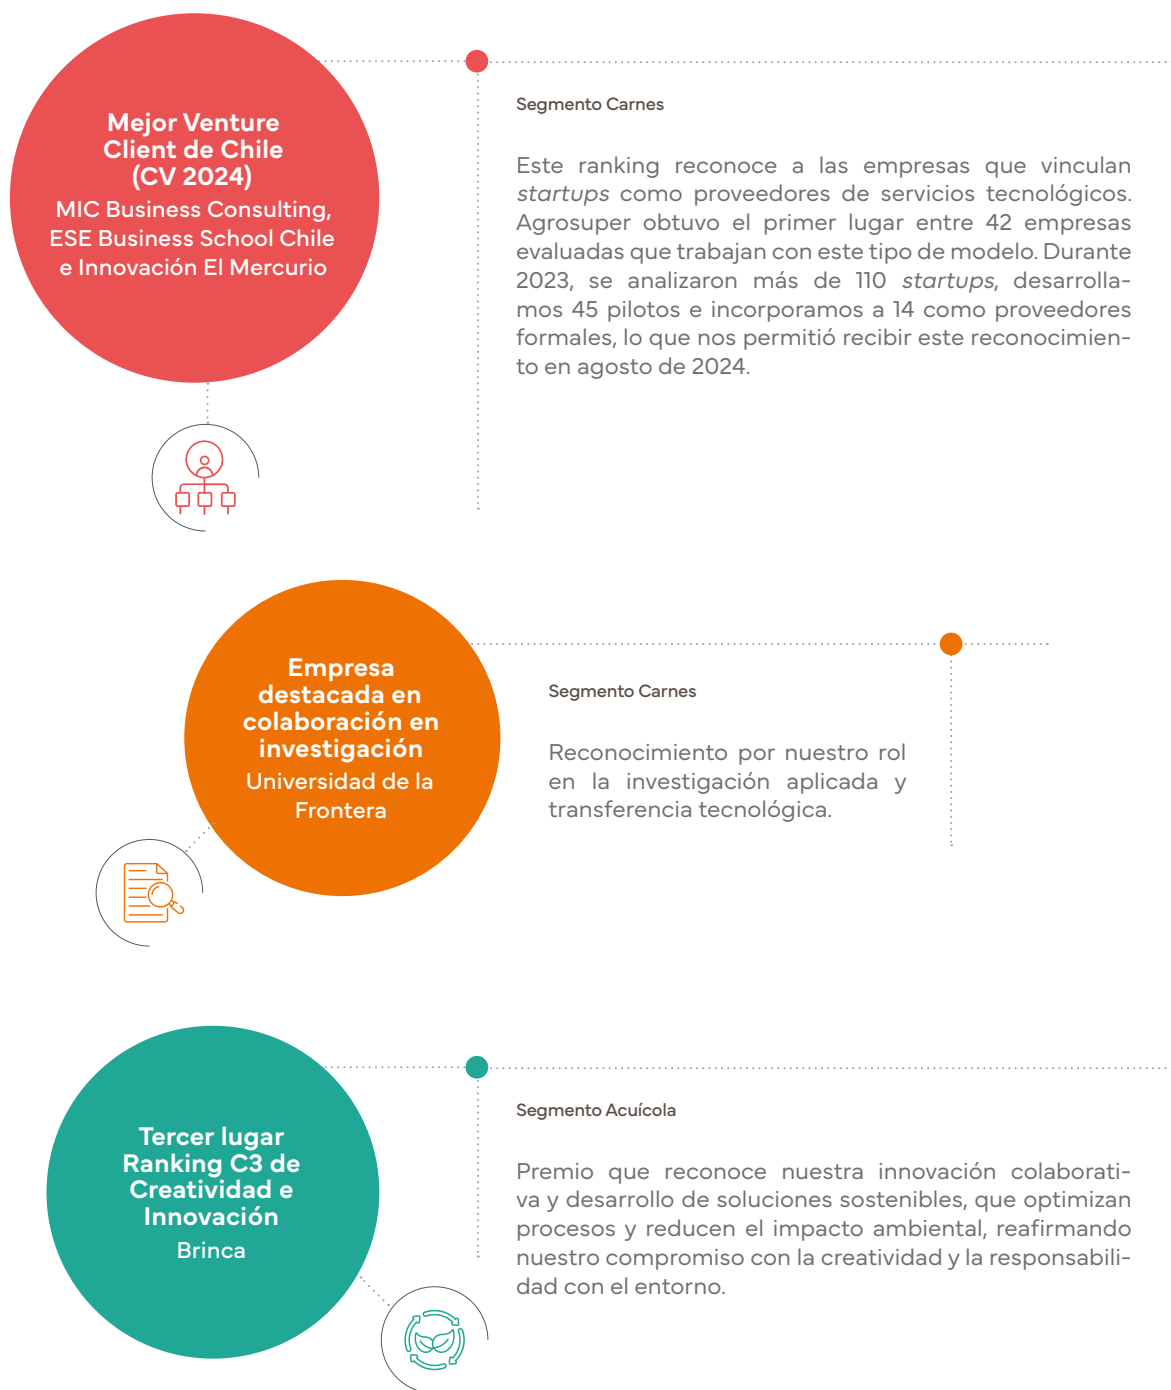 Mejor Venture
Client de Chile
(CV 2024)
MIC Business Consulting,
ESE Business School Chile
e Innovación El Mercurio
Segmento Carnes
Este ranking reconoce a las empresas que vinculan
startups como proveedores de servicios tecnológicos.
Agrosuper obtuvo el primer lugar entre 42 empresas
evaluadas que trabajan con este tipo de modelo. Durante
2023, se analizaron más de 110 startups, desarrolla-
mos 45 pilotos e incorporamos a 14 como proveedores
formales, lo que nos permitió recibir este reconocimien-
to en agosto de 2024.
Empresa
destacada en
colaboración en
investigación
Universidad de la
Frontera
Segmento Carnes
Reconocimiento por nuestro rol
en la investigación aplicada y
transferencia tecnológica.
Tercer lugar
Ranking C3 de
Creatividad e
Innovación
Brinca
Segmento Acuícola
Premio que reconoce nuestra innovación colaborati-
va y desarrollo de soluciones sostenibles, que optimizan
procesos y reducen el impacto ambiental, reafirmando
nuestro compromiso con la creatividad y la responsabili-
dad con el entorno.